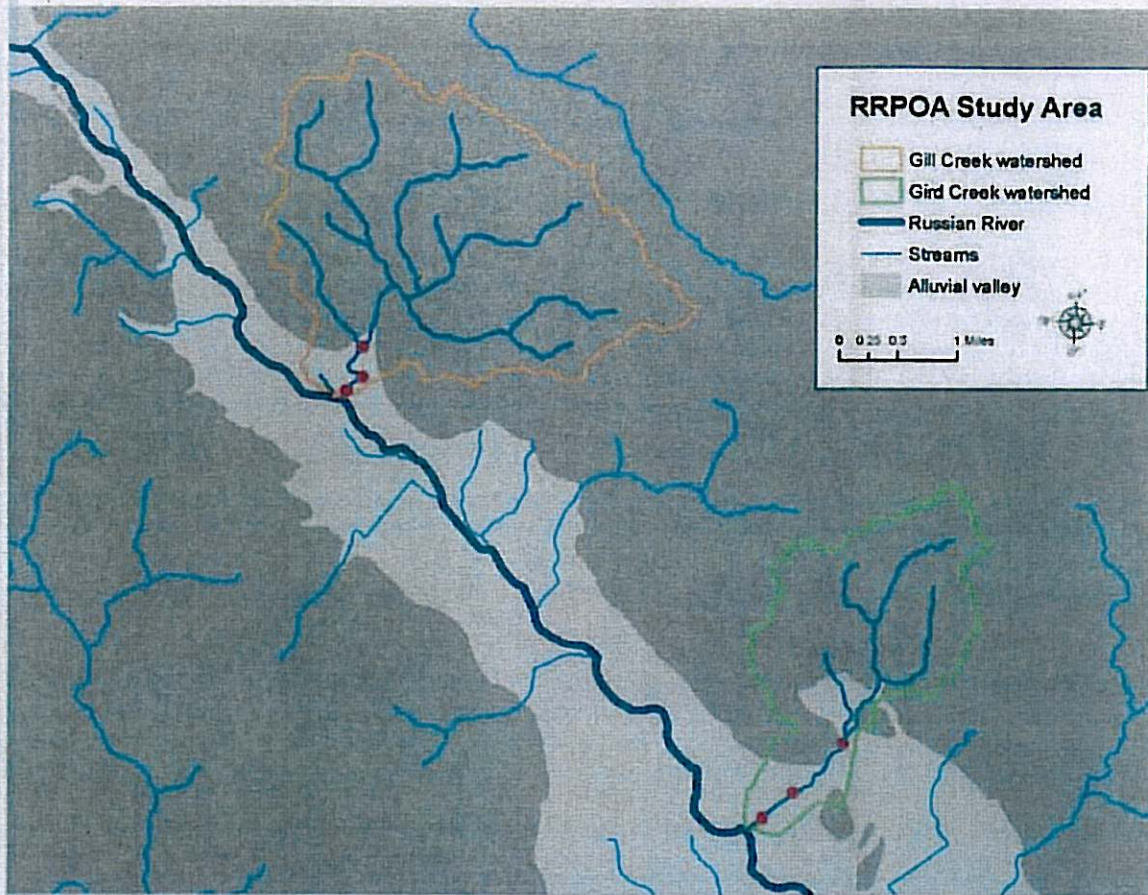 RRPOA Study Area
Gill Creek watershed
Gird Creek watershed
Russian River
Streams
Alluvial valley
0 0.25 0.5 1 Miles